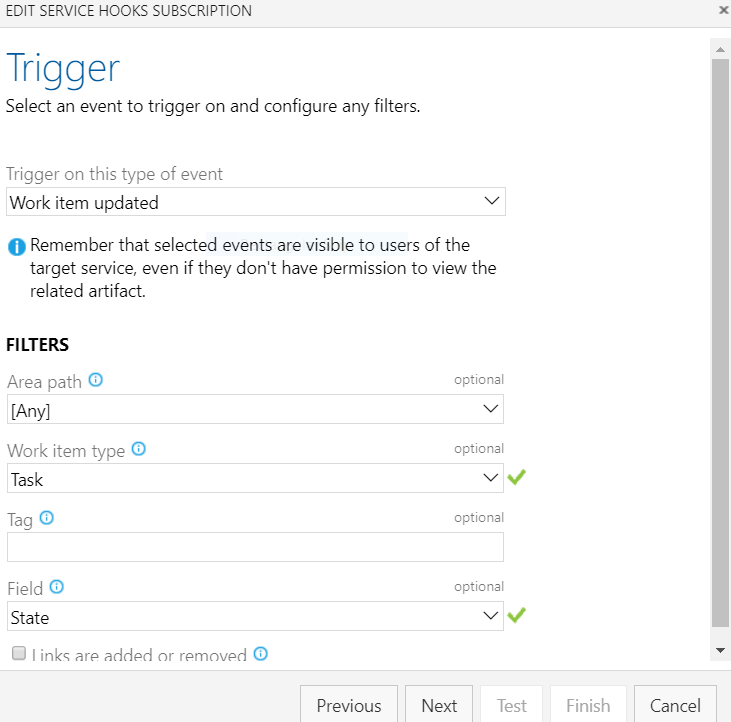 EDIT SERVICE HOOKS SUBSCRIPTION
Trigger
Select an event to trigger on and configure any filters.
Trigger on this type of event
Work item updated
Remember that selected events are visible to users of the
target service, even if they don't have permission to view the
related artifact.
FILTERS
Area path optional
[Any]
Work item type optional
Task
Tag optional
Field optional
State
Links are added or removed
Previous Next Test Finish Cancel